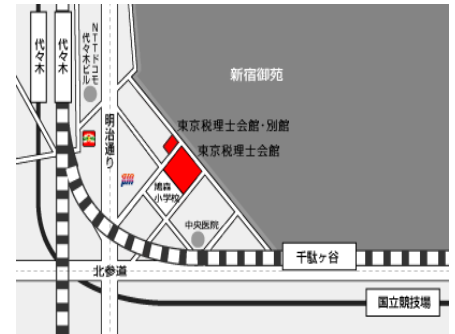 代々木
代々木
NTTドコモ
代々木ビル
明治通り
新宿御苑
東京税理士会館・別館
東京税理士会館
鳩森
小学校
中央医院
千駄ヶ谷
北参道
国立競技場